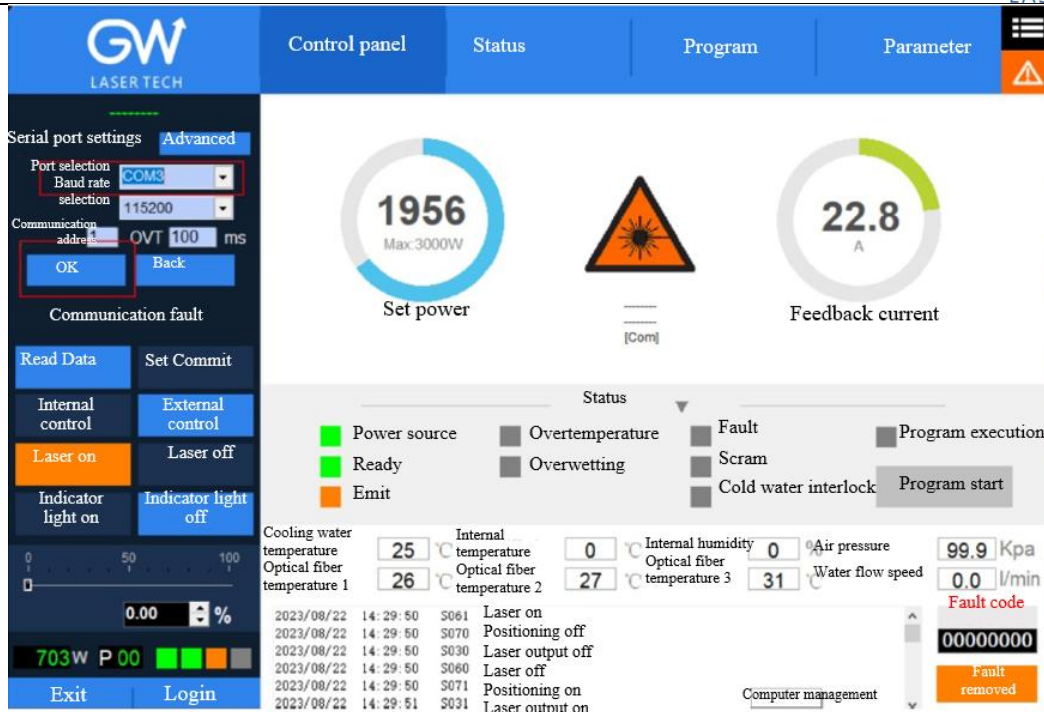 GW
LASER TECH
Control panel
Status
Program
Parameter
--------
Serial port settings
Advanced
Port selection
COM3
Baud rate
selection
115200
Communication
address
1
OVT 100 ms
OK
Back
Communication fault
Read Data
Set Commit
Internal
control
External
control
Laser on
Laser off
Indicator
light on
Indicator light
off
0 50 100
0.00 %
703W P 00
Exit
Login
1956
Max:3000W
Set power
[Com]
22.8
A
Feedback current
Status
Power source
Overtemperature
Fault
Program execution
Ready
Overwetting
Scram
Emit
Cold water interlock
Program start
Cooling water
temperature
25 ℃
Internal
temperature
0 ℃
Internal humidity
0 %
Air pressure
99.9 Kpa
Optical fiber
temperature 1
26 ℃
Optical fiber
temperature 2
27 ℃
Optical fiber
temperature 3
31 ℃
Water flow speed
0.0 l/min
2023/08/22 14:29:50 S061 Laser on
2023/08/22 14:29:50 S070 Positioning off
2023/08/22 14:29:50 S030 Laser output off
2023/08/22 14:29:50 S060 Laser off
2023/08/22 14:29:50 S071 Positioning on
2023/08/22 14:29:51 S031 Laser output on
Computer management
Fault code
00000000
Fault
removed